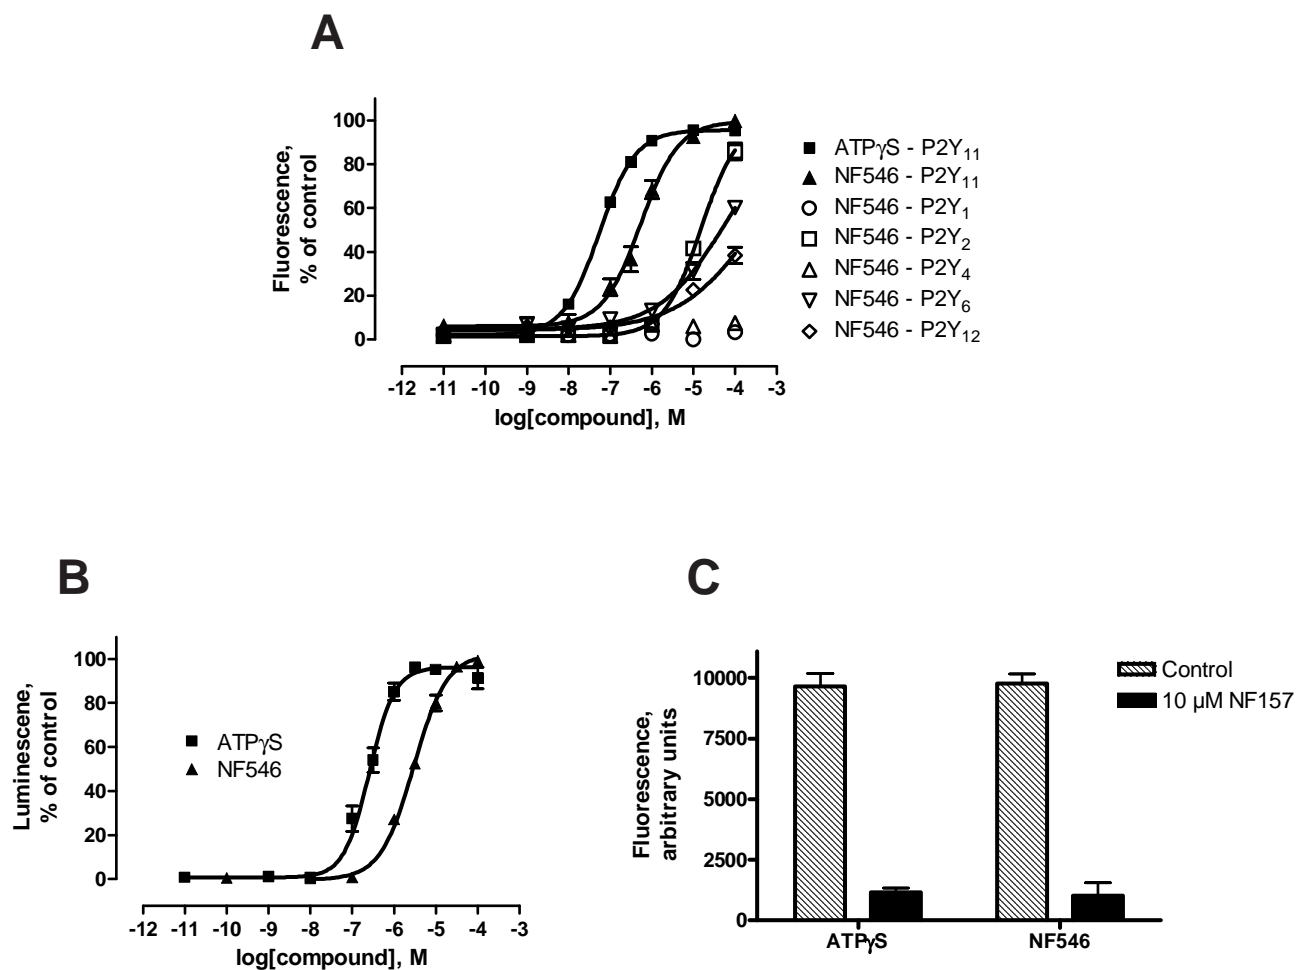 A
Fluorescence,
% of control
100
80
60
40
20
0
-12 -11 -10 -9 -8 -7 -6 -5 -4 -3
log[compound], M
ATPγS - P2Y11
NF546 - P2Y11
NF546 - P2Y1
NF546 - P2Y2
NF546 - P2Y4
NF546 - P2Y6
NF546 - P2Y12
B
Luminescene,
% of control
100
80
60
40
20
0
ATPγS
NF546
-12 -11 -10 -9 -8 -7 -6 -5 -4 -3
log[compound], M
C
Fluorescence,
arbitrary units
10000
7500
5000
2500
0
ATPγS NF546
Control
10 µM NF157